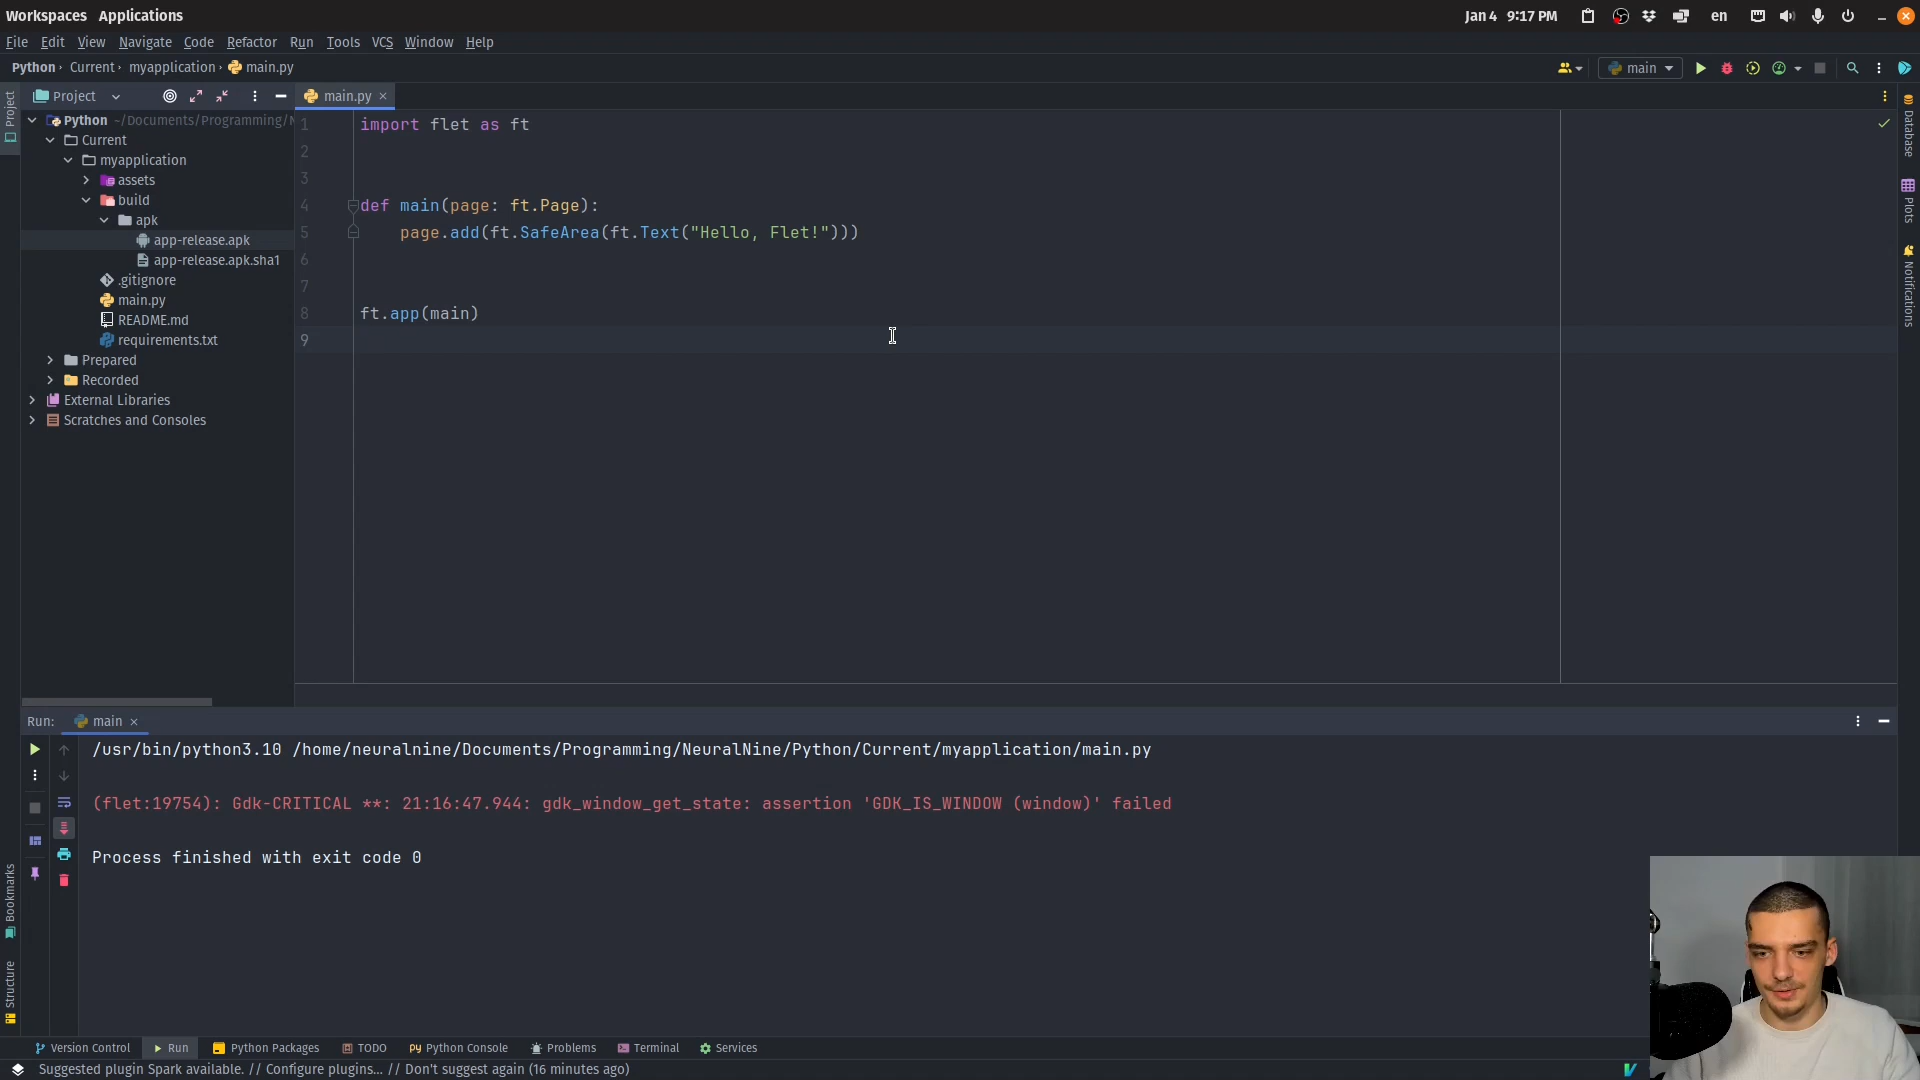 Workspaces Applications
Jan 4 9:17 PM
en
File Edit View Navigate Code Refactor Run Tools VCS Window Help
Python Current myapplication main.py
main
Project
main.py
Project
Python ~/Documents/Programming/N
Current
myapplication
assets
build
apk
app-release.apk
app-release.apk.sha1
.gitignore
main.py
README.md
requirements.txt
Prepared
Recorded
External Libraries
Scratches and Consoles
1 import flet as ft
2
3
4 def main(page: ft.Page):
5 page.add(ft.SafeArea(ft.Text("Hello, Flet!")))
6
7
8 ft.app(main)
9
Database
Plots
Notifications
Run: main
/usr/bin/python3.10 /home/neuralnine/Documents/Programming/NeuralNine/Python/Current/myapplication/main.py
(flet:19754): Gdk-CRITICAL **: 21:16:47.944: gdk_window_get_state: assertion 'GDK_IS_WINDOW (window)' failed
Process finished with exit code 0
Bookmarks
Structure
Version Control Run Python Packages TODO Python Console Problems Terminal Services
Suggested plugin Spark available. // Configure plugins... // Don't suggest again (16 minutes ago)